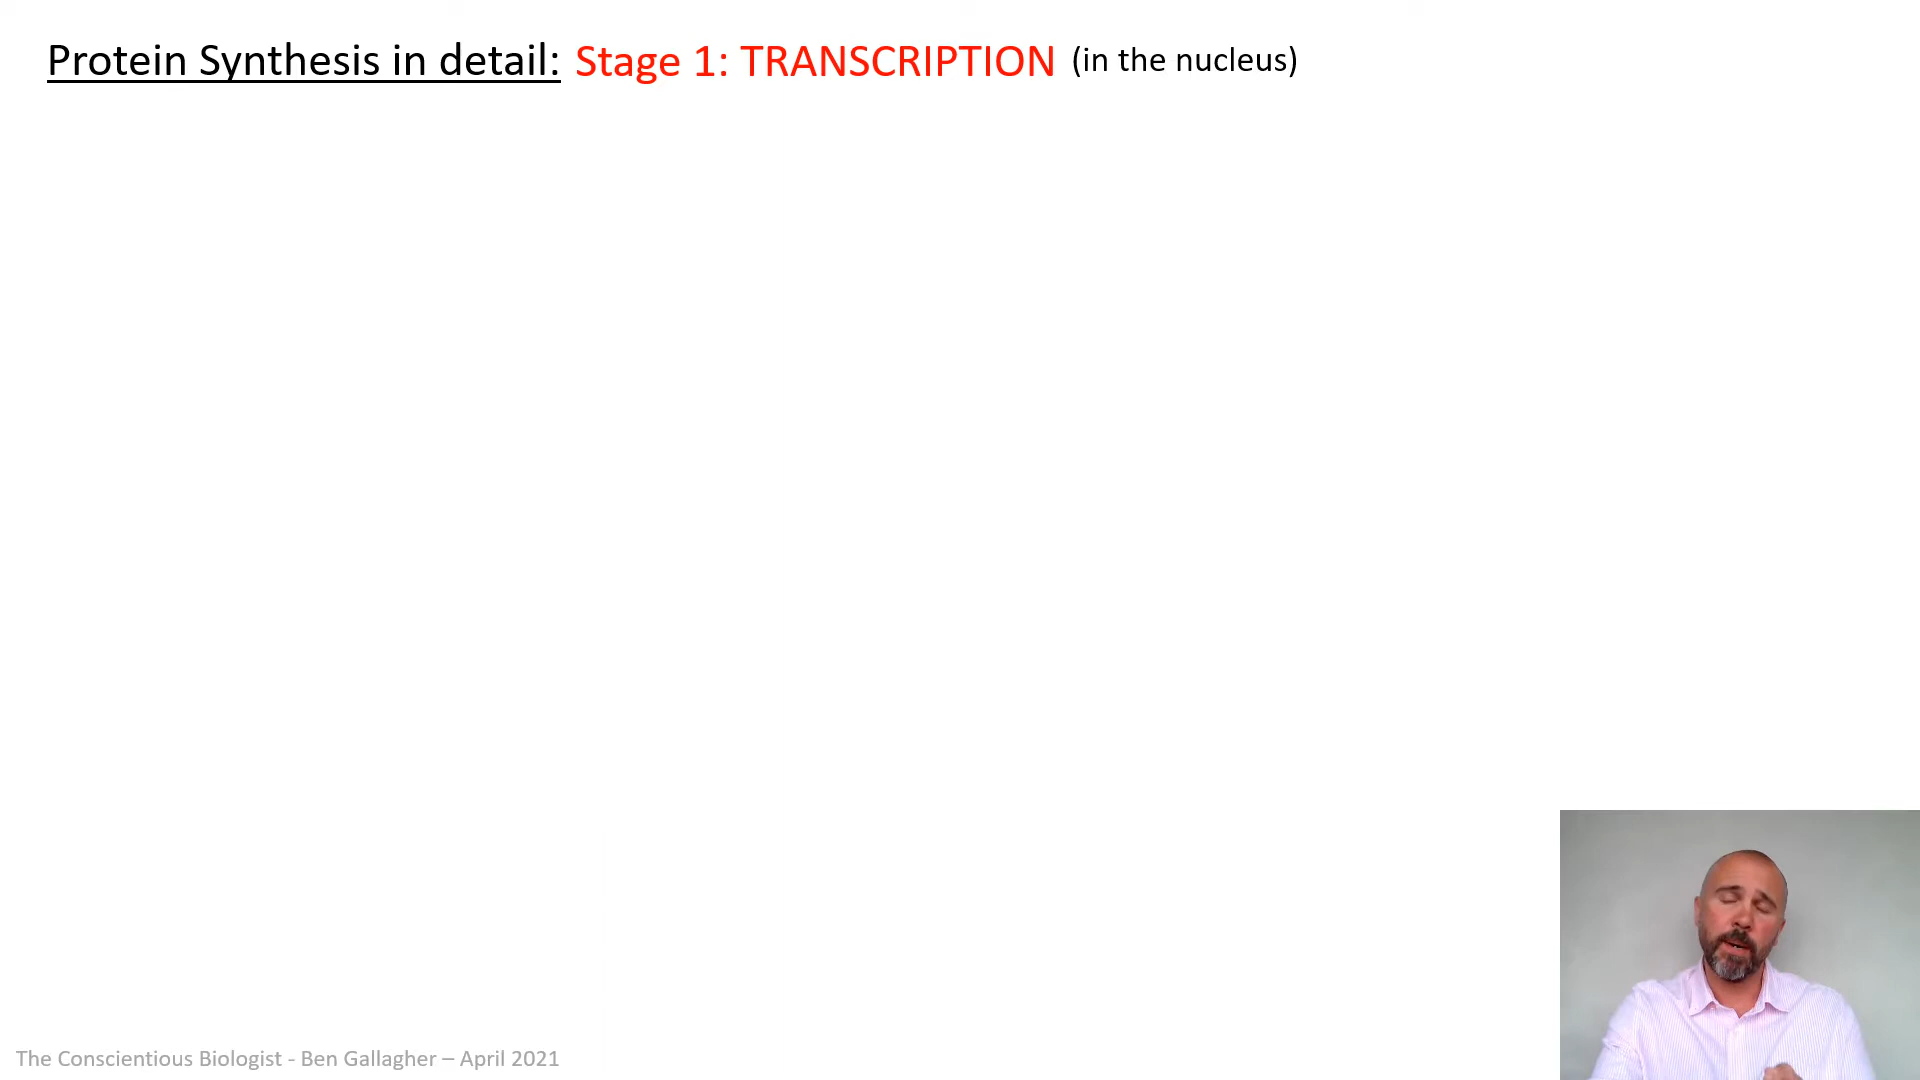 Protein Synthesis in detail: Stage 1: TRANSCRIPTION (in the nucleus)
The Conscientious Biologist - Ben Gallagher – April 2021